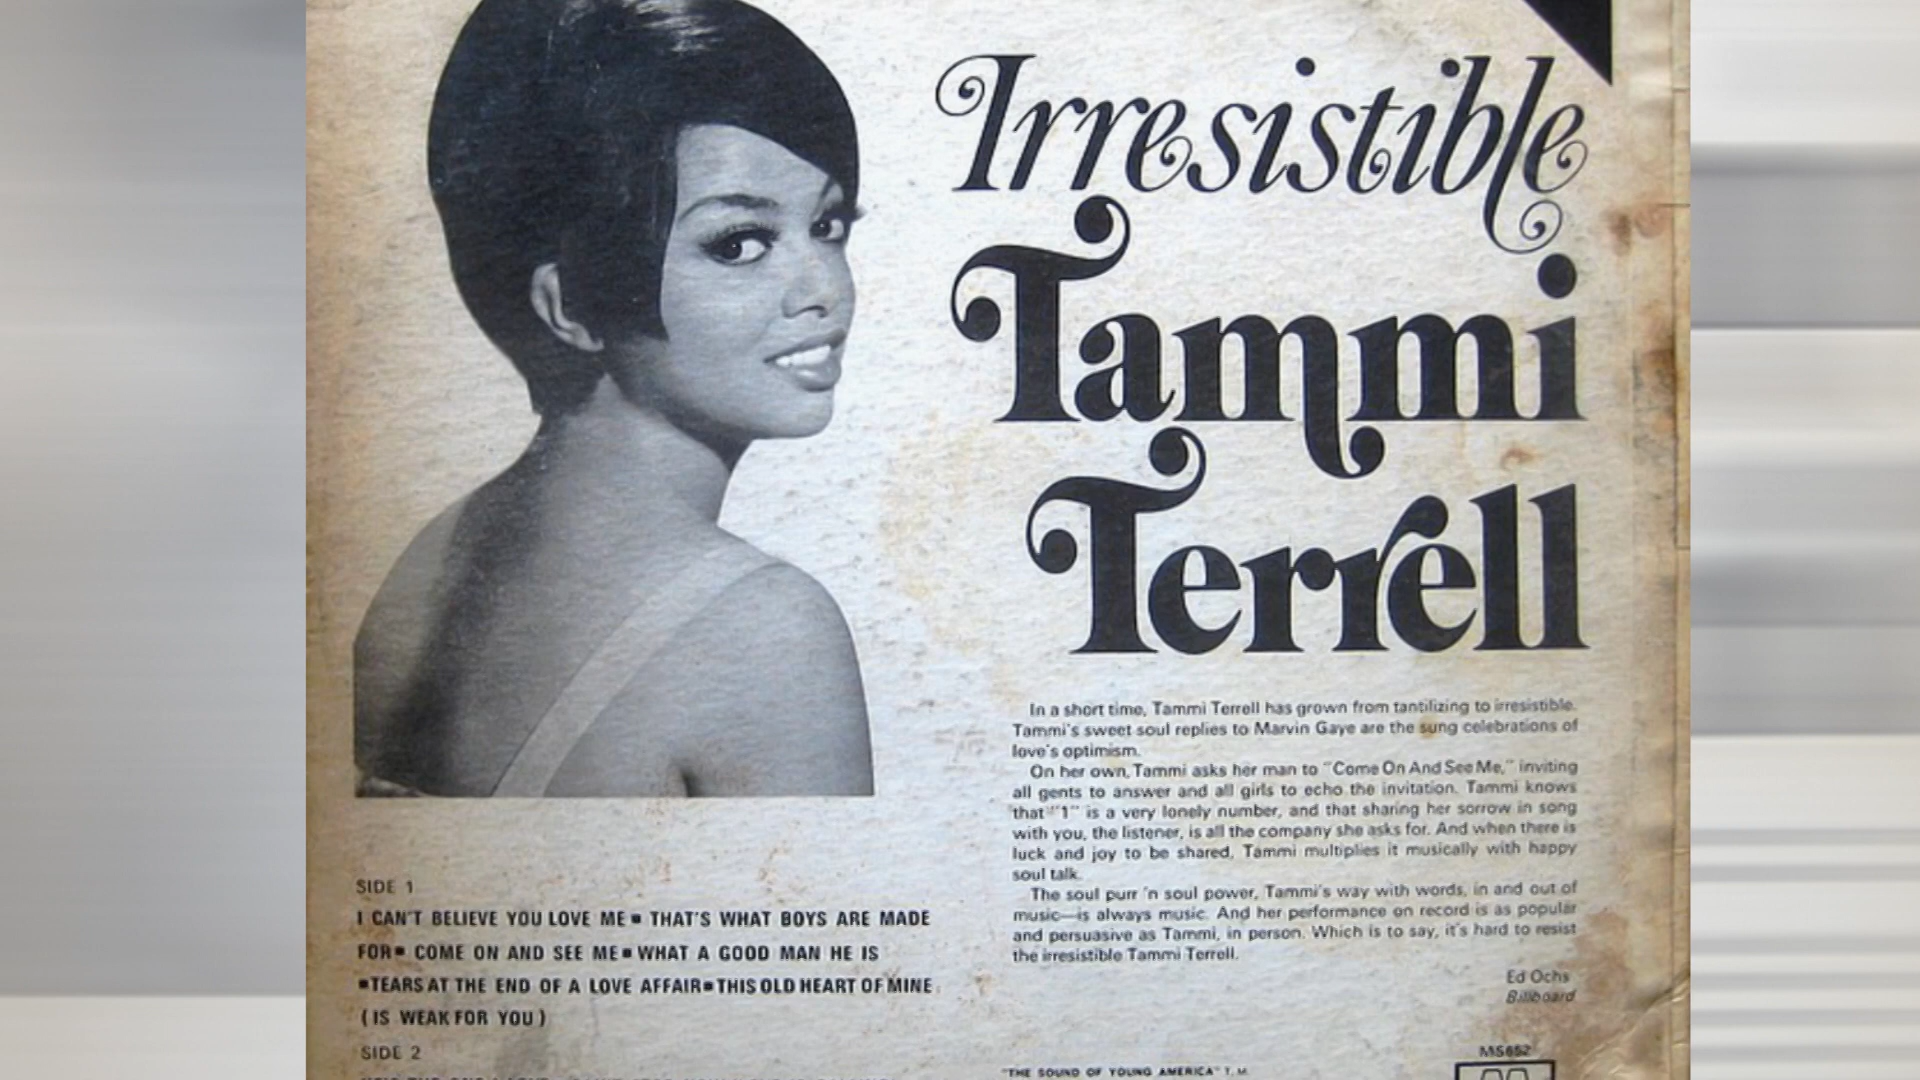 Irresistible
Tammi
Terrell
In a short time, Tammi Terrell has grown from tantilizing to irresistible.
Tammi's sweet soul replies to Marvin Gaye are the sung celebrations of
love's optimism.
On her own, Tammi asks her man to "Come On And See Me," inviting
all gents to answer and all girls to echo the invitation. Tammi knows
that "1" is a very lonely number, and that sharing her sorrow in song
with you, the listener, is all the company she asks for. And when there is
luck and joy to be shared, Tammi multiplies it musically with happy
soul talk.
The soul purr 'n soul power, Tammi's way with words, in and out of
music—is always music. And her performance on record is as popular
and persuasive as Tammi, in person. Which is to say, it's hard to resist
the irresistible Tammi Terrell.
Ed Ochs
Billboard
SIDE 1
I CAN'T BELIEVE YOU LOVE ME ▪ THAT'S WHAT BOYS ARE MADE
FOR ▪ COME ON AND SEE ME ▪ WHAT A GOOD MAN HE IS
▪ TEARS AT THE END OF A LOVE AFFAIR ▪ THIS OLD HEART OF MINE
(IS WEAK FOR YOU)
SIDE 2
"THE SOUND OF YOUNG AMERICA" T.M.
MS652